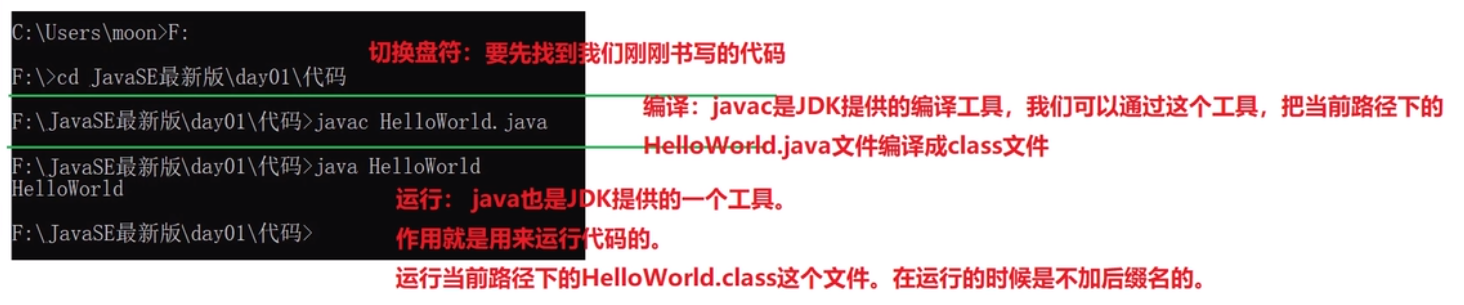 C:\Users\moon>F:
切换盘符：要先找到我们刚刚书写的代码
F:\>cd JavaSE最新版\day01\代码
编译：javac是JDK提供的编译工具，我们可以通过这个工具，把当前路径下的
F:\JavaSE最新版\day01\代码>javac HelloWorld.java
HelloWorld.java文件编译成class文件
F:\JavaSE最新版\day01\代码>java HelloWorld
HelloWorld
运行： java也是JDK提供的一个工具。
F:\JavaSE最新版\day01\代码>
作用就是用来运行代码的。
运行当前路径下的HelloWorld.class这个文件。在运行的时候是不加后缀名的。